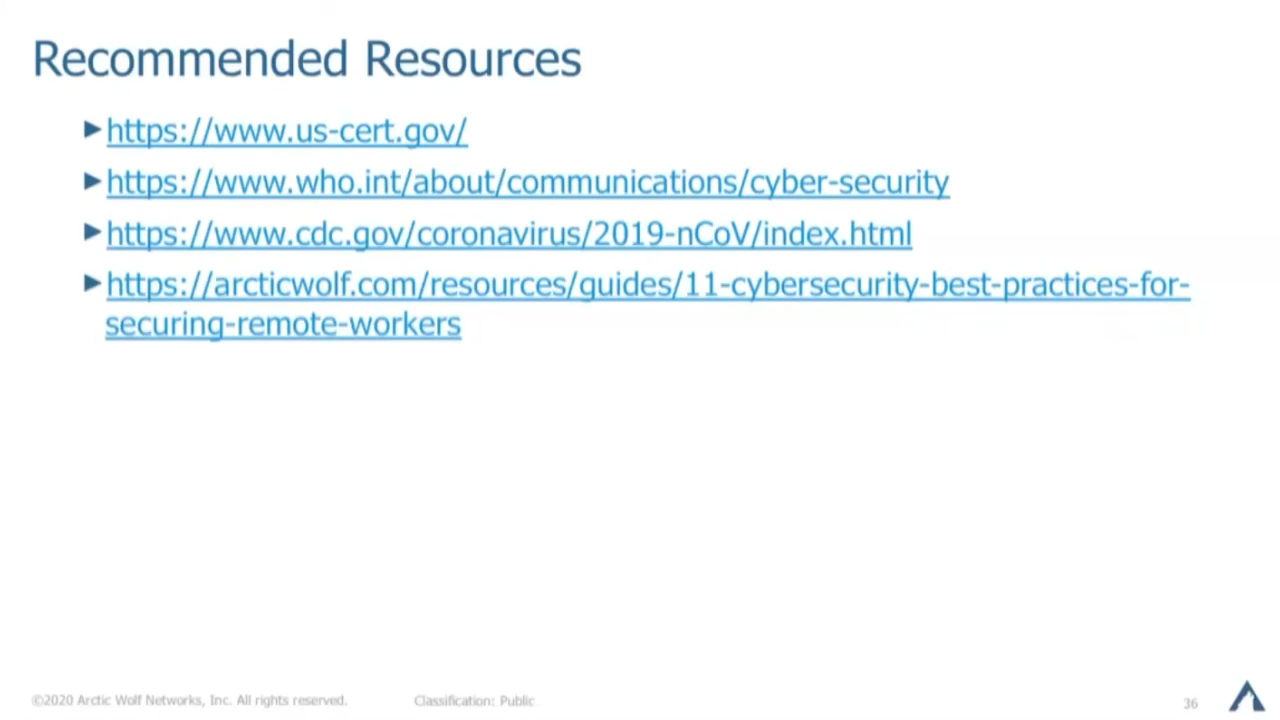 Recommended Resources
https://www.us-cert.gov/
https://www.who.int/about/communications/cyber-security
https://www.cdc.gov/coronavirus/2019-nCoV/index.html
https://arcticwolf.com/resources/guides/11-cybersecurity-best-practices-for-
securing-remote-workers
©2020 Arctic Wolf Networks, Inc. All rights reserved. Classification: Public 36